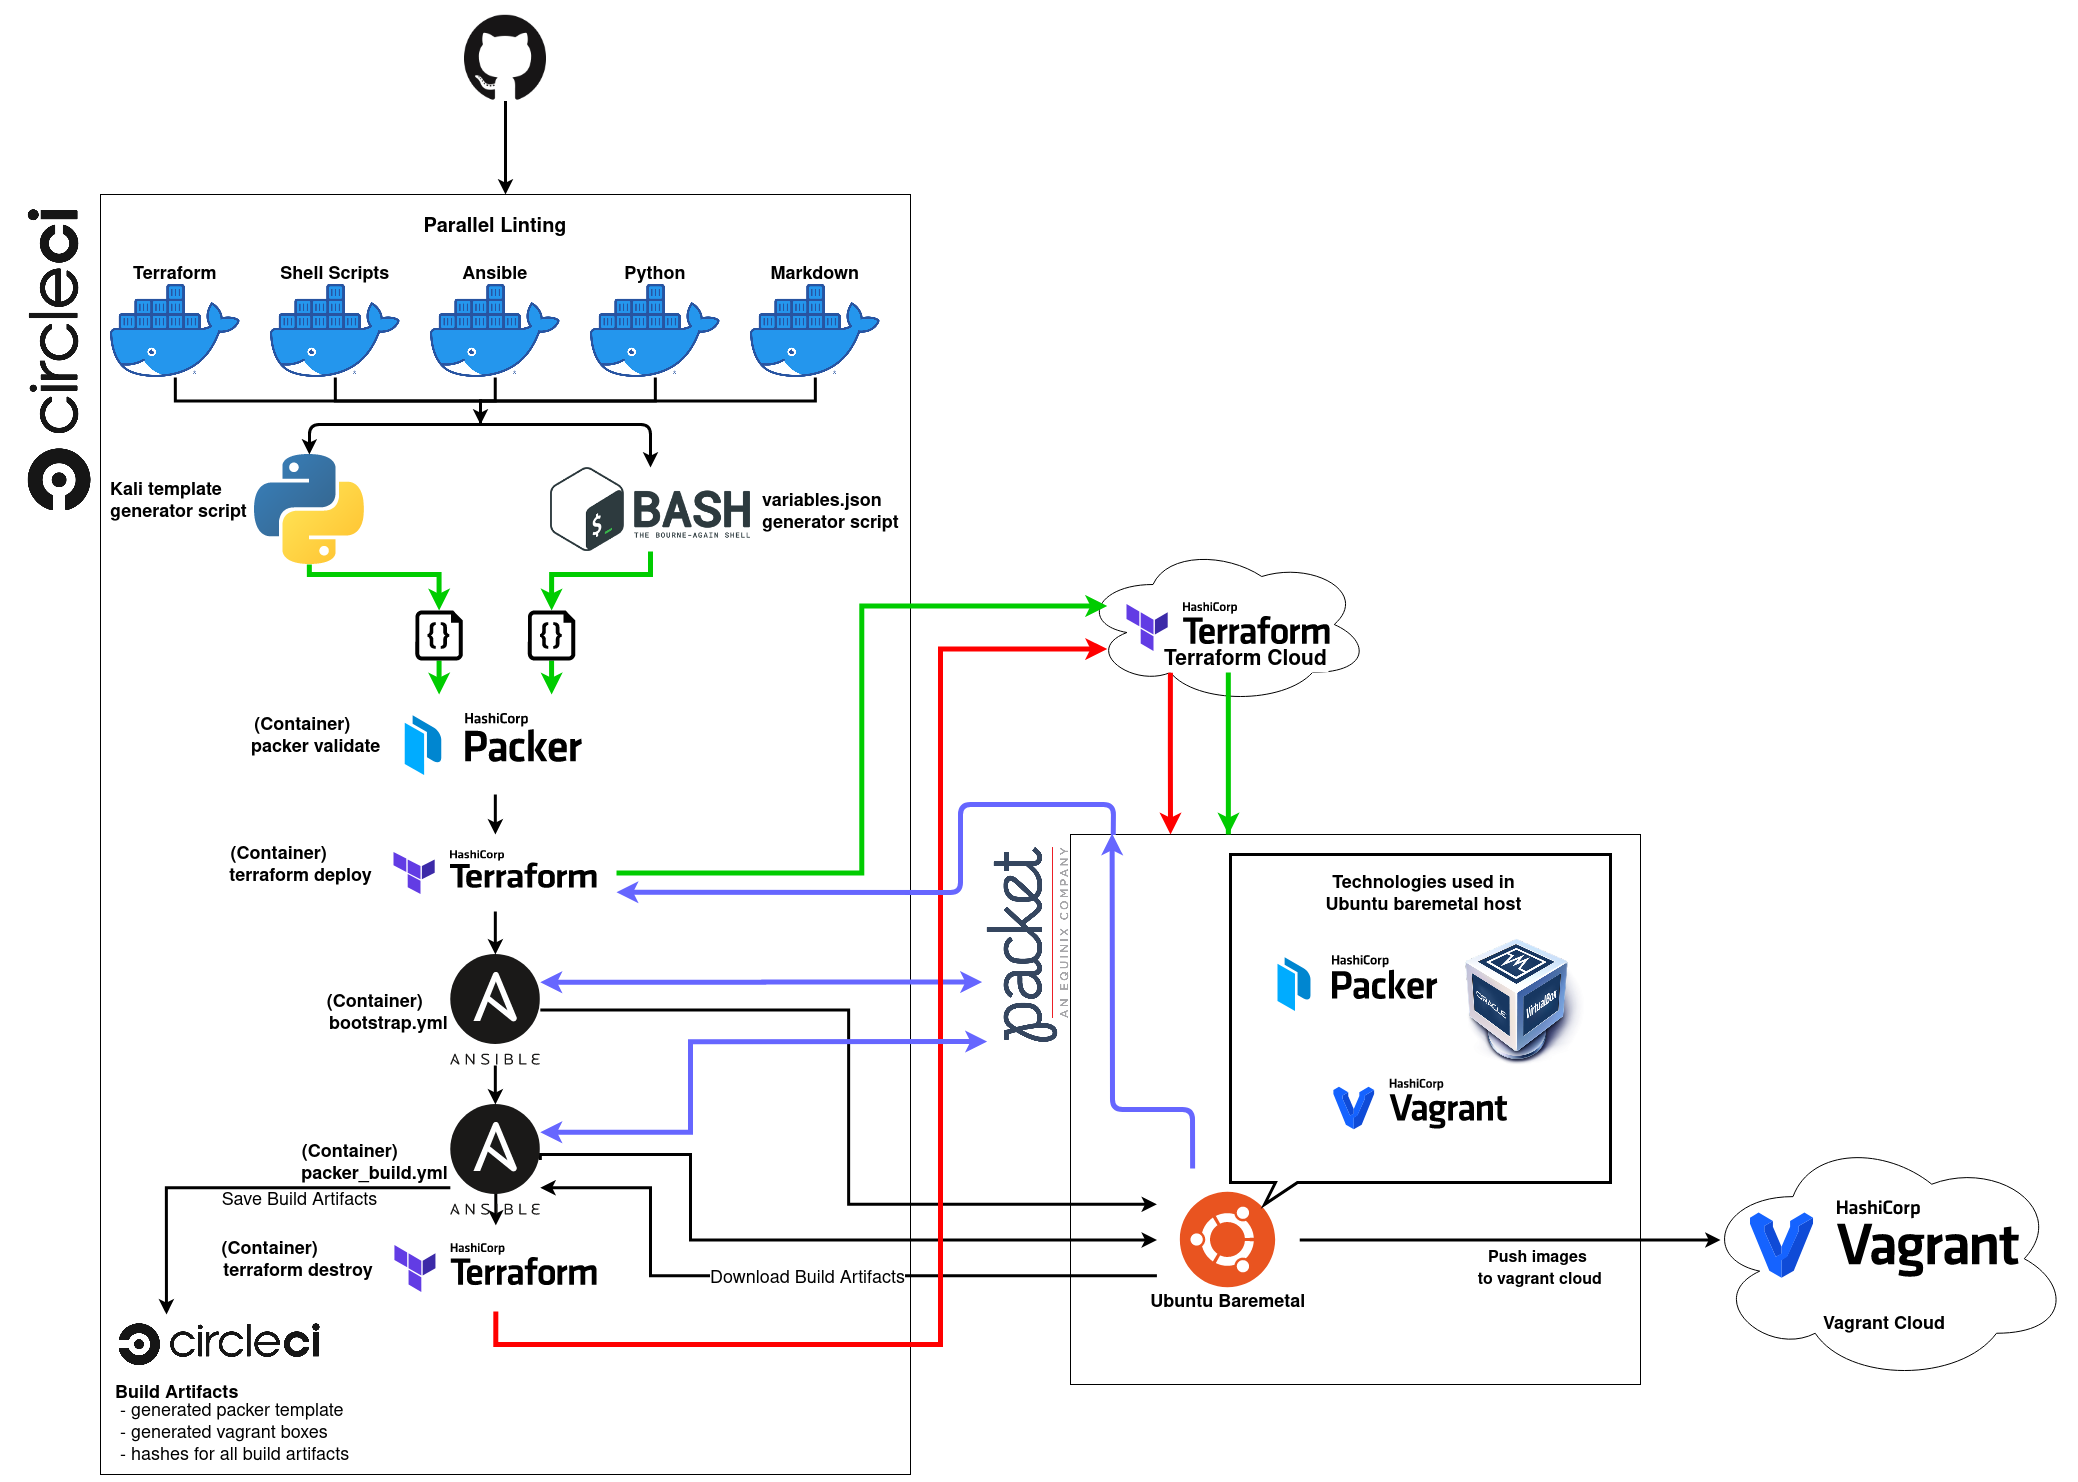 circleci
Parallel Linting
Terraform
Shell Scripts
Ansible
Python
Markdown
Kali template
generator script
$
BASH
THE BOURNE-AGAIN SHELL
variables.json
generator script
{}
{}
HashiCorp
Terraform
Terraform Cloud
(Container)
packer validate
HashiCorp
Packer
(Container)
terraform deploy
HashiCorp
Terraform
packet
AN EQUINIX COMPANY
Technologies used in
Ubuntu baremetal host
HashiCorp
Packer
ORACLE
VirtualBox
HashiCorp
Vagrant
(Container)
bootstrap.yml
ANSIBLE
(Container)
packer_build.yml
ANSIBLE
Save Build Artifacts
(Container)
terraform destroy
HashiCorp
Terraform
Download Build Artifacts
Ubuntu Baremetal
Push images
to vagrant cloud
HashiCorp
Vagrant
Vagrant Cloud
circleci
Build Artifacts
- generated packer template
- generated vagrant boxes
- hashes for all build artifacts